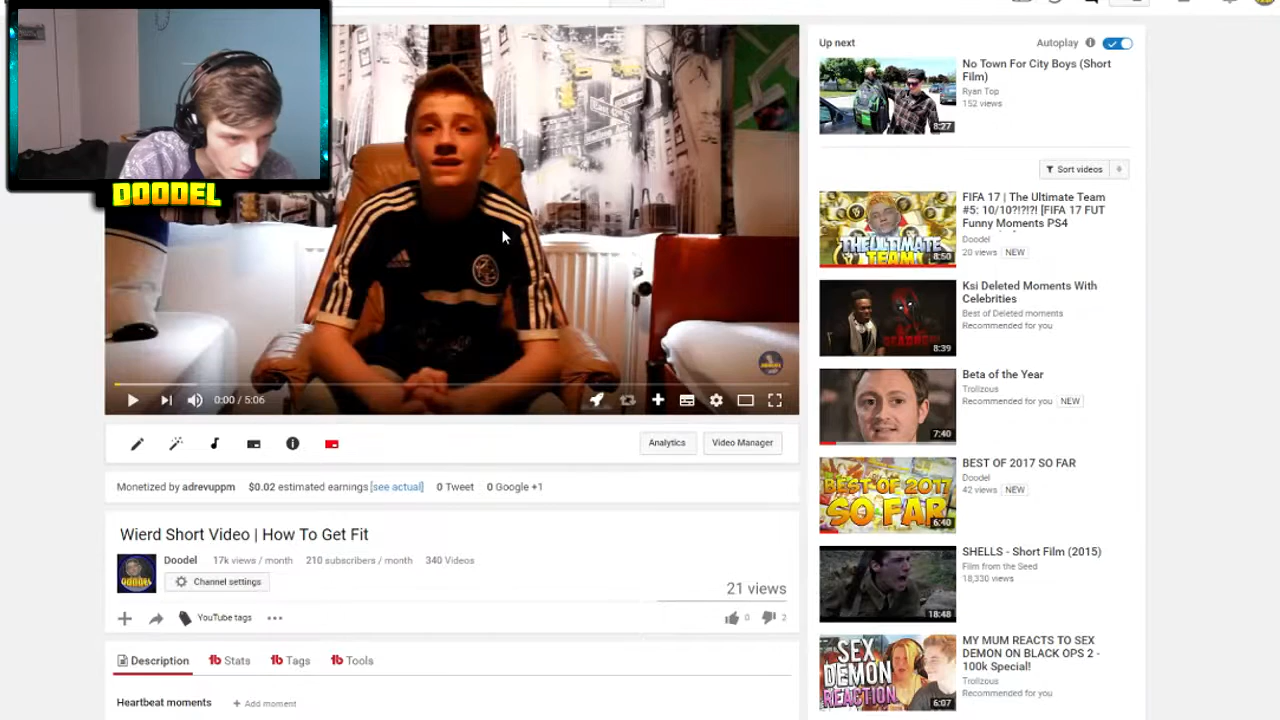 DOODEL
0:00 / 5:06
Analytics
Video Manager
Monetized by adrevuppm $0.02 estimated earnings [see actual] 0 Tweet 0 Google +1
Wierd Short Video | How To Get Fit
Doodel 17k views / month 210 subscribers / month 340 Videos
Channel settings
21 views
YouTube tags
0
2
Description
Stats
Tags
Tools
Heartbeat moments
Add moment
Up next
Autoplay
No Town For City Boys (Short
Film)
Ryan Top
152 views
8:27
Sort videos
FIFA 17 | The Ultimate Team
#5: 10/10?!?!?! [FIFA 17 FUT
Funny Moments PS4
Doodel
20 views NEW
THE ULTIMATE
TEAM
8:50
Ksi Deleted Moments With
Celebrities
Best of Deleted moments
Recommended for you
8:39
Beta of the Year
Trollzous
Recommended for you NEW
7:40
BEST OF 2017 SO FAR
Doodel
42 views NEW
BEST OF 2017
SO FAR
6:40
SHELLS - Short Film (2015)
Film from the Seed
18,330 views
18:48
MY MUM REACTS TO SEX
DEMON ON BLACK OPS 2 -
100k Special!
Trollzous
Recommended for you
SEX
DEMON
REACTION
6:07